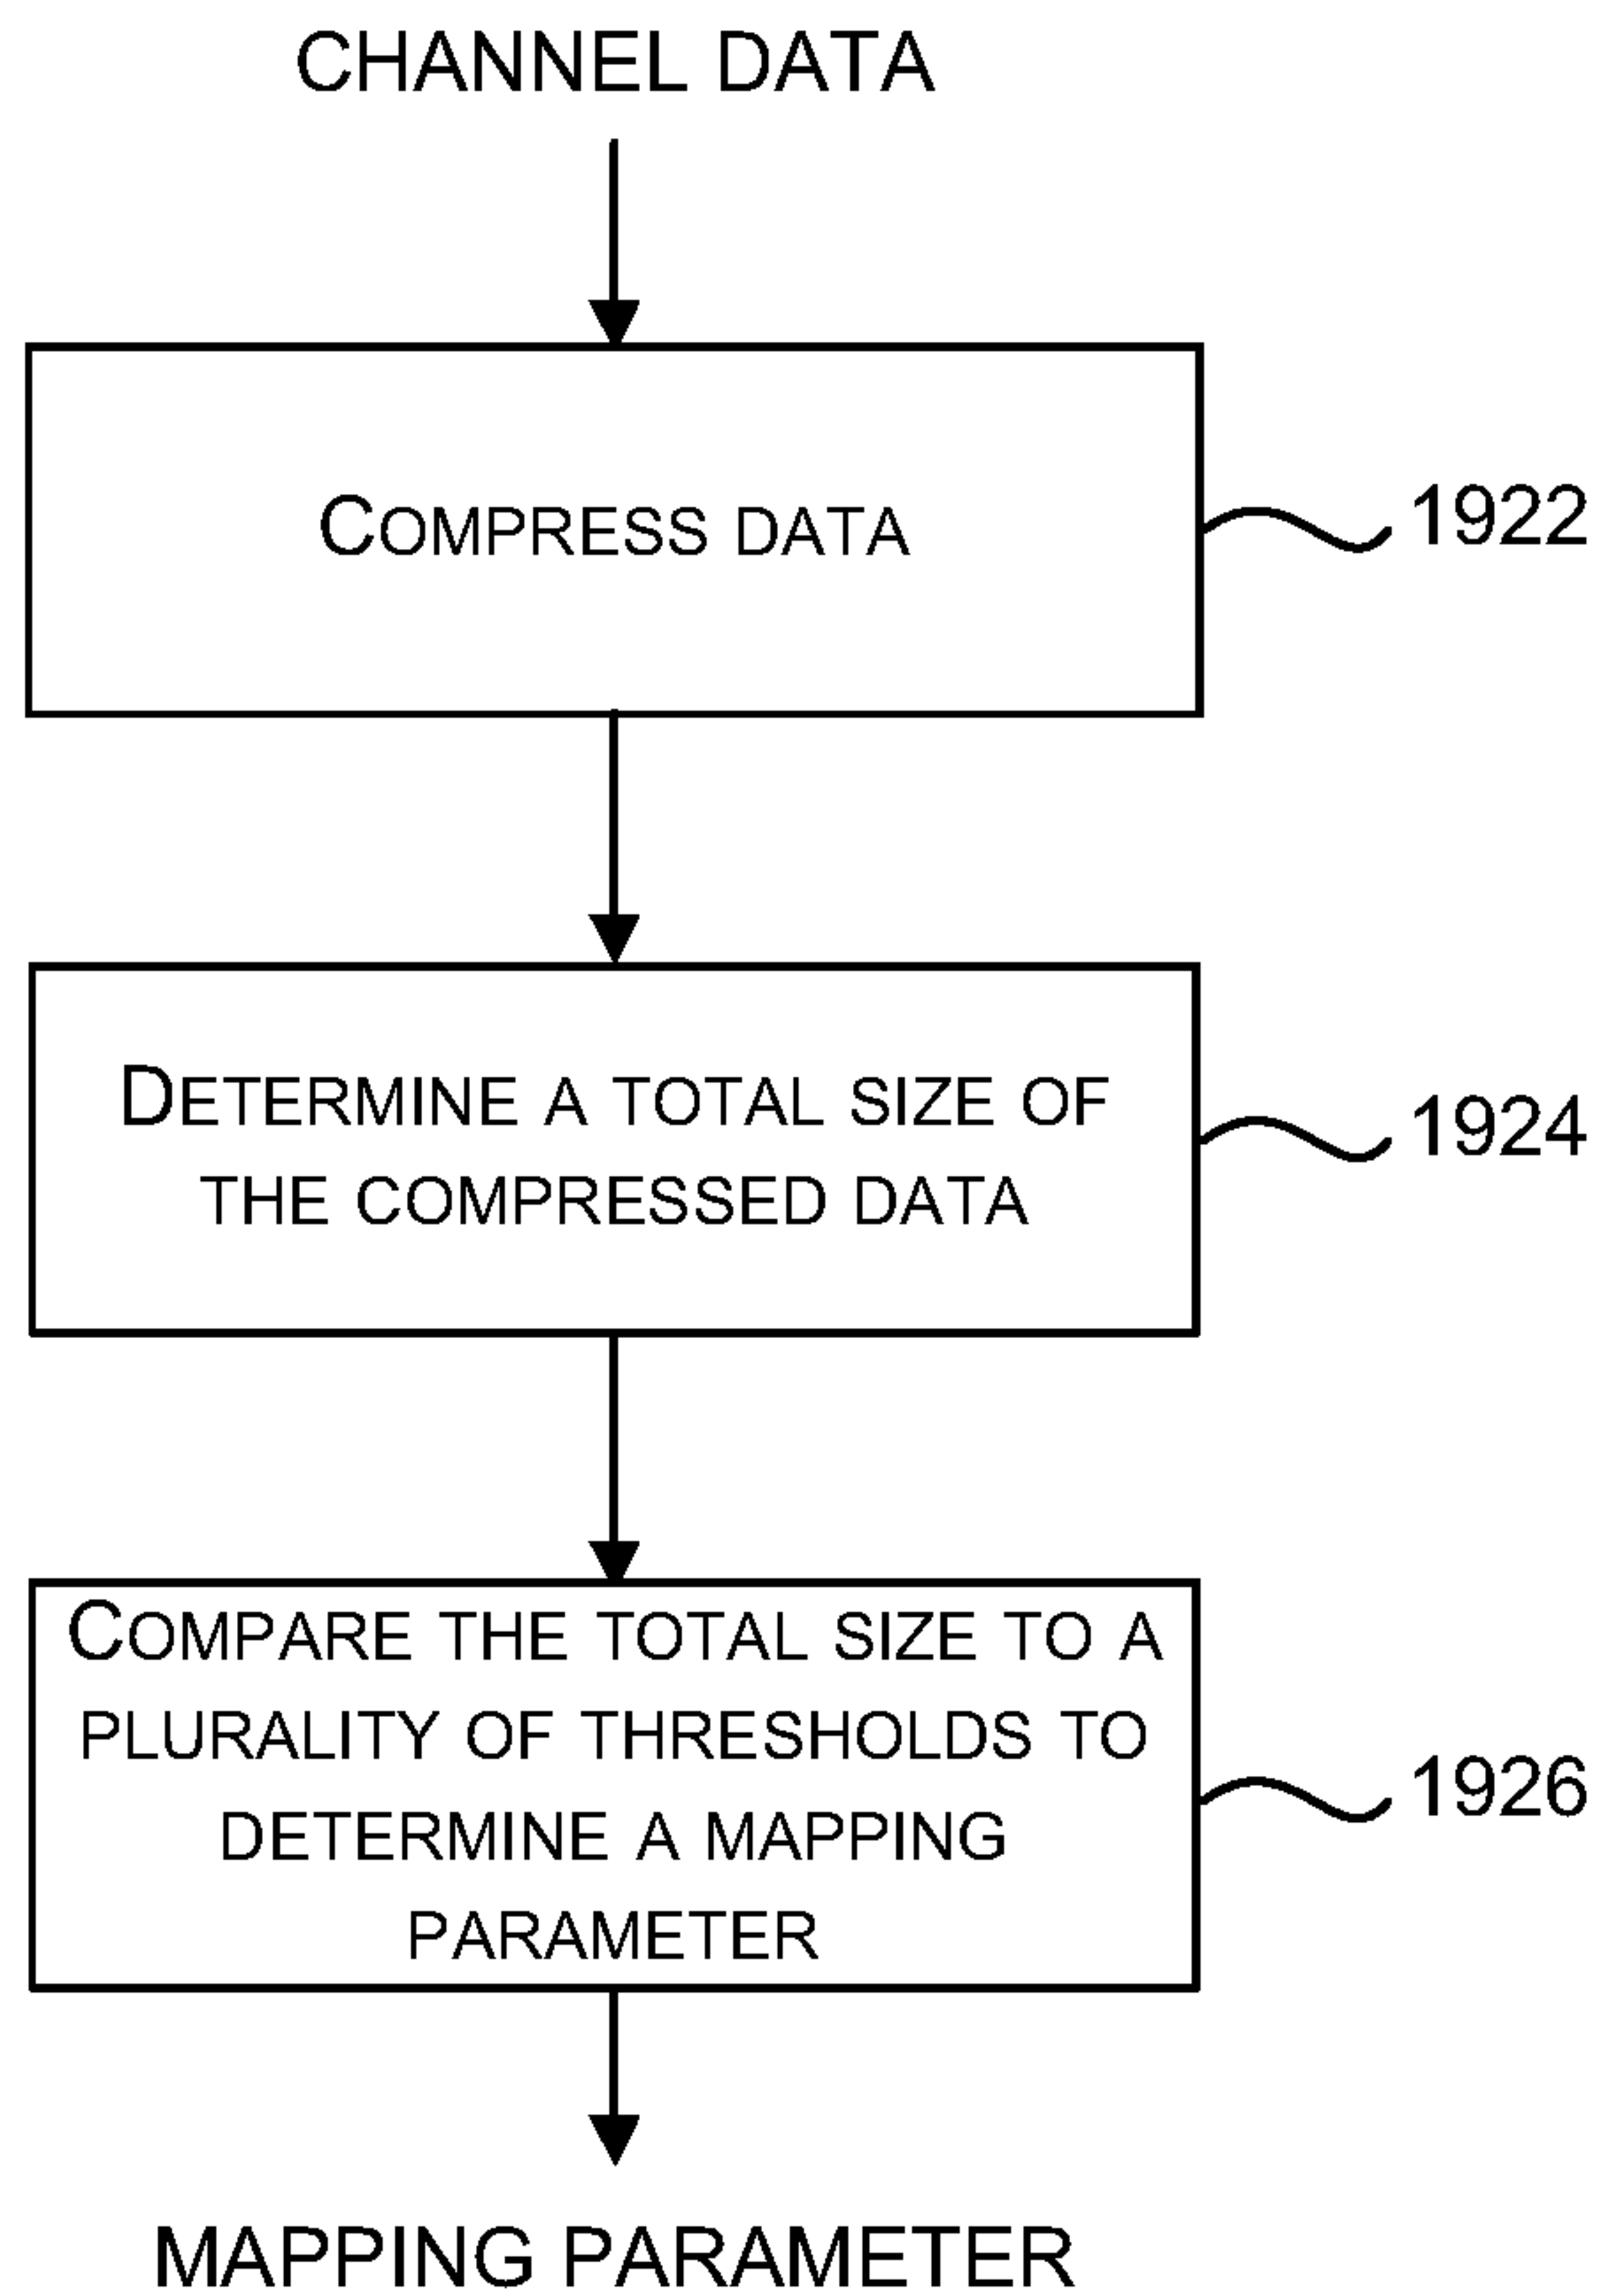 CHANNEL DATA
COMPRESS DATA
1922
DETERMINE A TOTAL SIZE OF
THE COMPRESSED DATA
1924
COMPARE THE TOTAL SIZE TO A
PLURALITY OF THRESHOLDS TO
DETERMINE A MAPPING
PARAMETER
1926
MAPPING PARAMETER